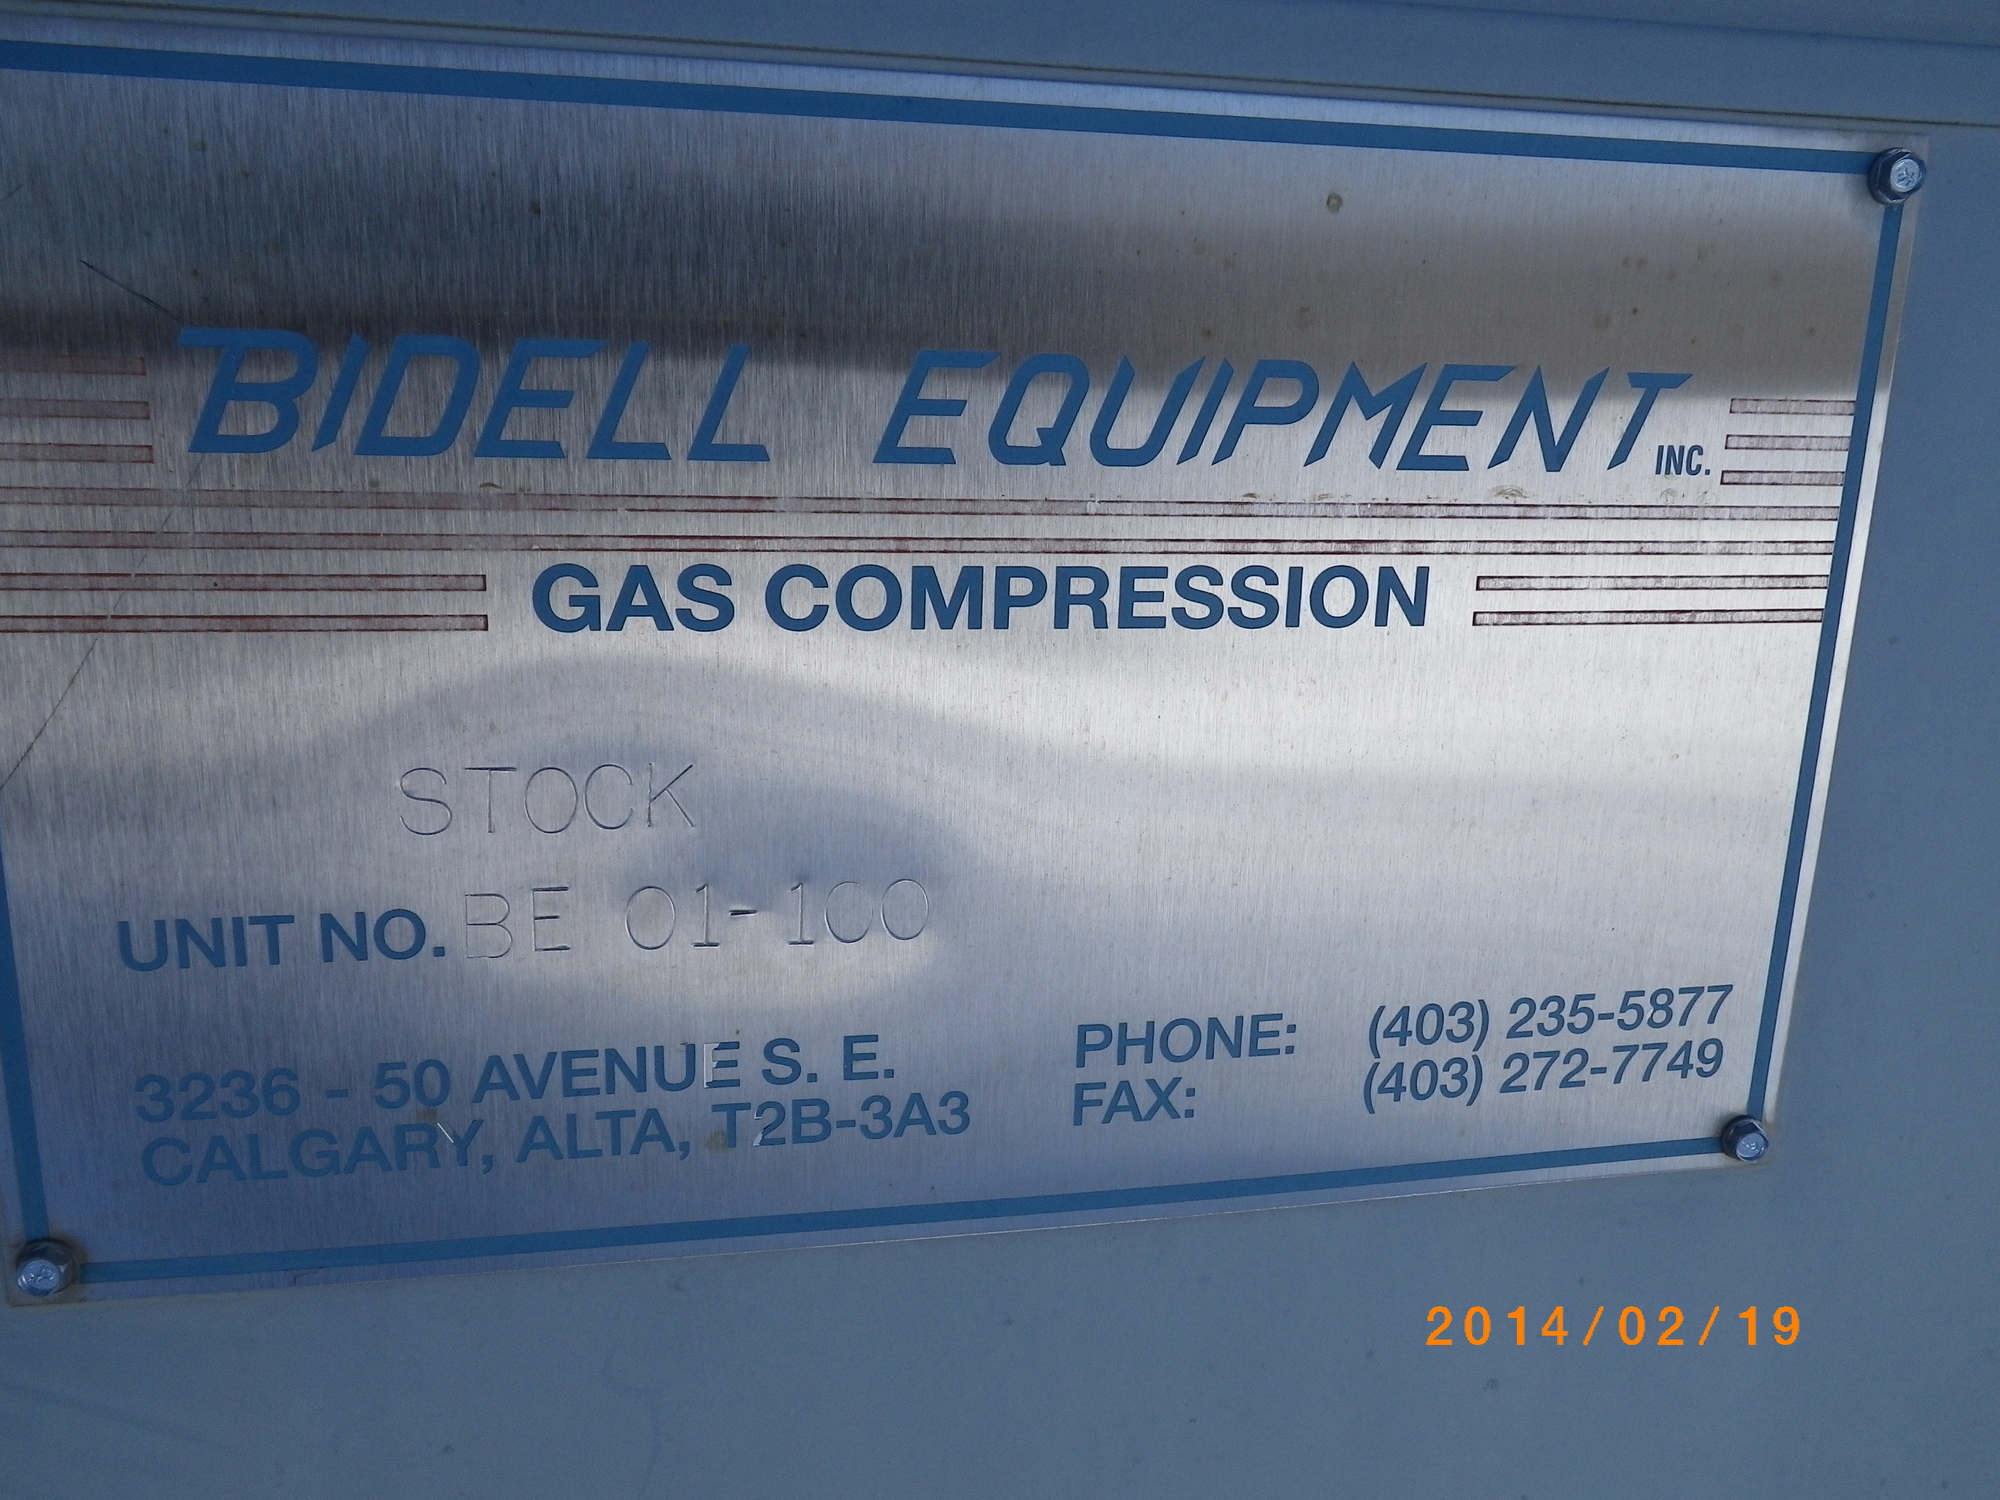 BIDELL EQUIPMENT INC.
GAS COMPRESSION
STOCK
UNIT NO. BE 01-100
3236 - 50 AVENUE S. E.
CALGARY, ALTA, T2B-3A3
PHONE: (403) 235-5877
FAX: (403) 272-7749
2014/02/19